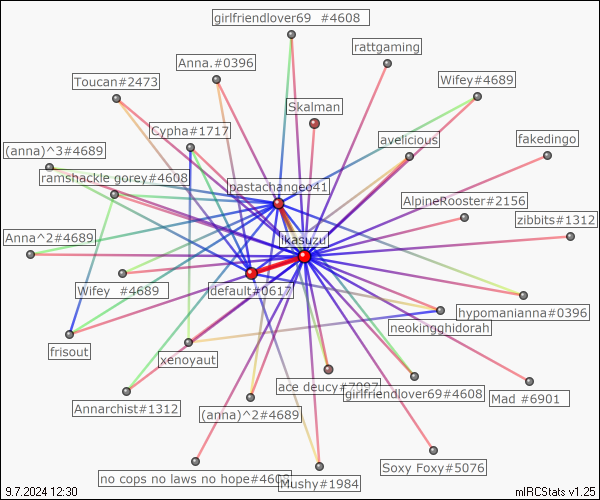 girlfriendlover69 #4608
rattgaming
Anna.#0396
Toucan#2473
Wifey#4689
Skalman
Cypha#1717
avelicious
fakedingo
(anna)^3#4689
ramshackle gorey#4608
pastachangeo41
AlpineRooster#2156
zibbits#1312
Anna^2#4689
ikasuzu
Wifey #4689
default#0617
hypomanianna#0396
neokingghidorah
frisout
xenoyaut
ace deucy#7987
girlfriendlover69#4608
Mad #6901
Annarchist#1312
(anna)^2#4689
Soxy Foxy#5076
no cops no laws no hope#4608
Mushy#1984
9.7.2024 12:30
mIRCStats v1.25